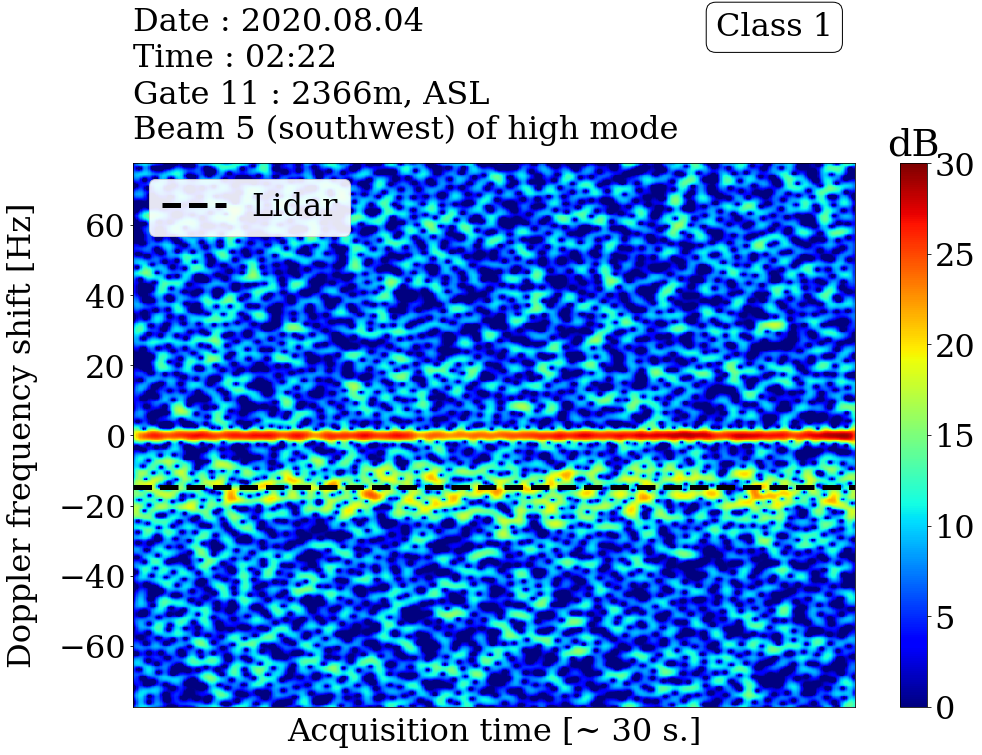 Date : 2020.08.04
Time : 02:22
Gate 11 : 2366m, ASL
Beam 5 (southwest) of high mode
Class 1
dB
Lidar
Doppler frequency shift [Hz]
60
40
20
0
−20
−40
−60
30
25
20
15
10
5
0
Acquisition time [~ 30 s.]